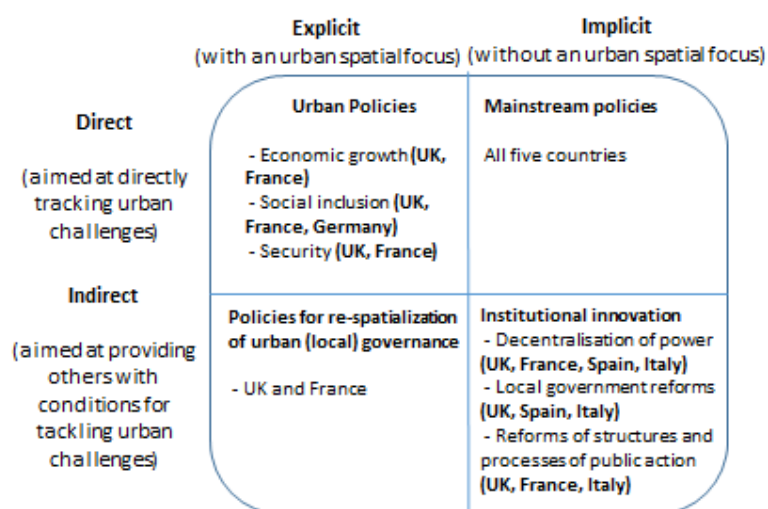 Explicit
(with an urban spatial focus)
Implicit
(without an urban spatial focus)
Direct
(aimed at directly
tracking urban
challenges)
Urban Policies
- Economic growth (UK,
France)
- Social inclusion (UK,
France, Germany)
- Security (UK, France)
Mainstream policies
All five countries
Indirect
(aimed at providing
others with
conditions for
tackling urban
challenges)
Policies for re-spatialization
of urban (local) governance
- UK and France
Institutional innovation
- Decentralisation of power
(UK, France, Spain, Italy)
- Local government reforms
(UK, Spain, Italy)
- Reforms of structures and
processes of public action
(UK, France, Italy)